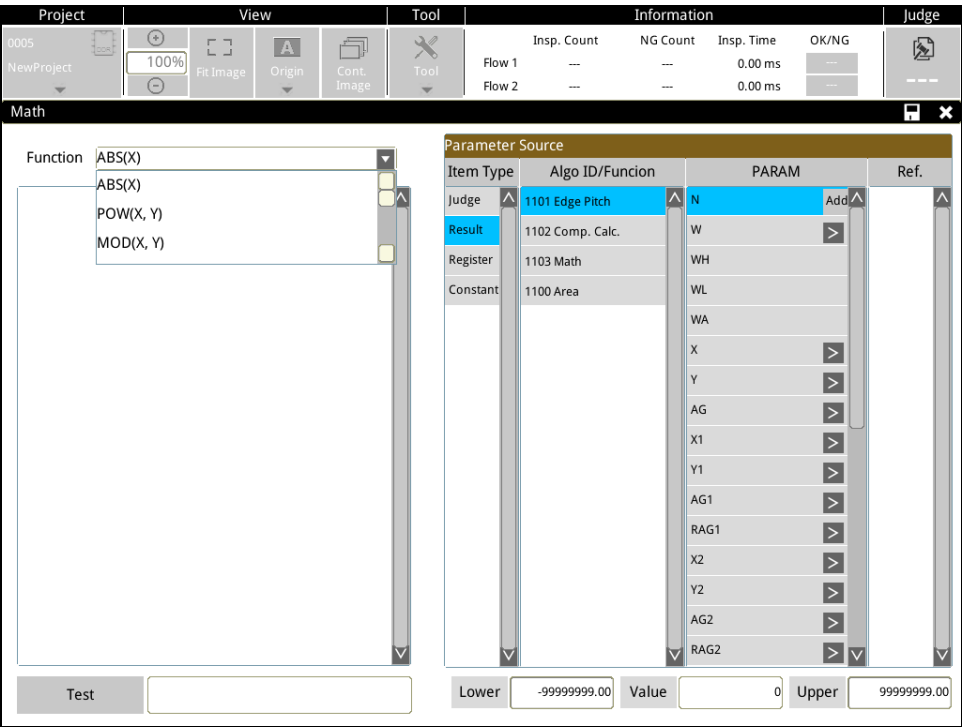 Project View Tool Information Judge
0005
NewProject
100%
Fit Image
A
Origin
Cont.
Image
Tool
Insp. Count NG Count Insp. Time OK/NG
Flow 1 --- --- 0.00 ms ---
Flow 2 --- --- 0.00 ms ---
---
Math
Function ABS(X)
ABS(X)
POW(X, Y)
MOD(X, Y)
Parameter Source
Item Type Algo ID/Funcion PARAM Ref.
Judge 1101 Edge Pitch N Add
Result 1102 Comp. Calc. W >
Register 1103 Math WH
Constant 1100 Area WL
WA
X >
Y >
AG >
X1 >
Y1 >
AG1 >
RAG1 >
X2 >
Y2 >
AG2 >
RAG2 >
Test
Lower -99999999.00 Value 0 Upper 99999999.00